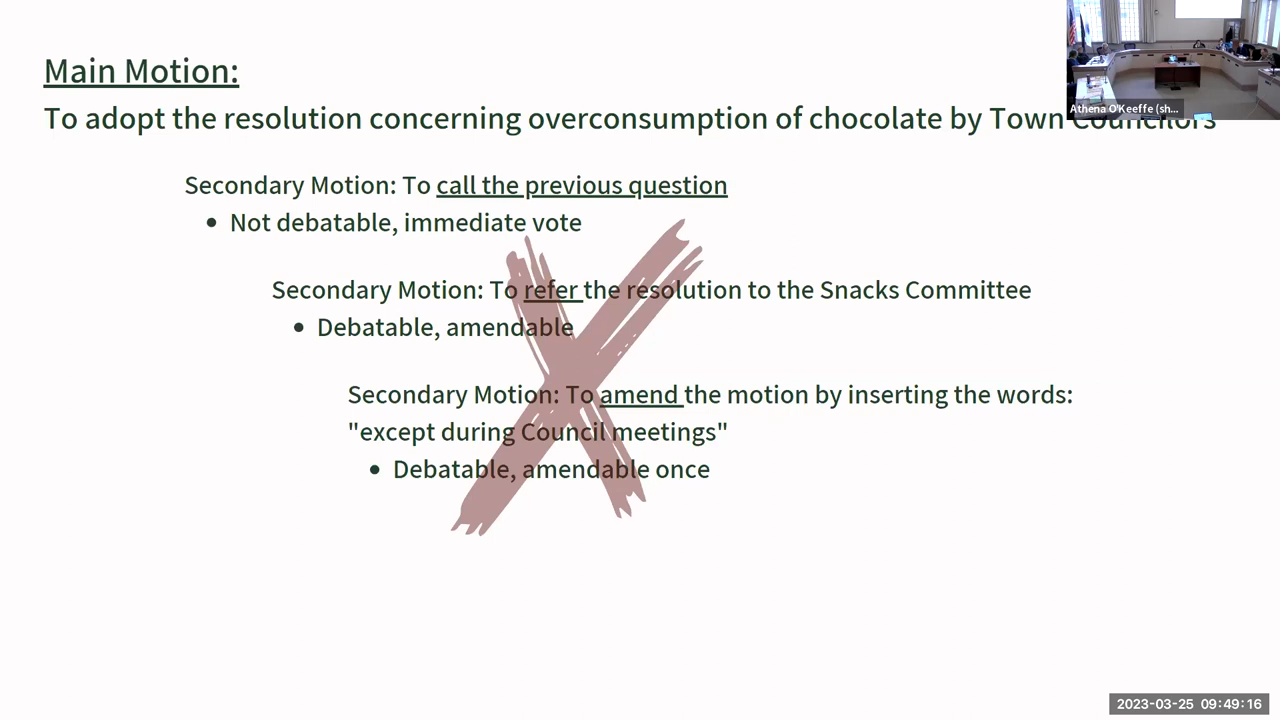 Main Motion:
To adopt the resolution concerning overconsumption of chocolate by Town Councilors
Secondary Motion: To call the previous question
• Not debatable, immediate vote
Secondary Motion: To refer the resolution to the Snacks Committee
• Debatable, amendable
Secondary Motion: To amend the motion by inserting the words:
"except during Council meetings"
• Debatable, amendable once
Athena O'Keeffe (sh...
2023-03-25 09:49:16